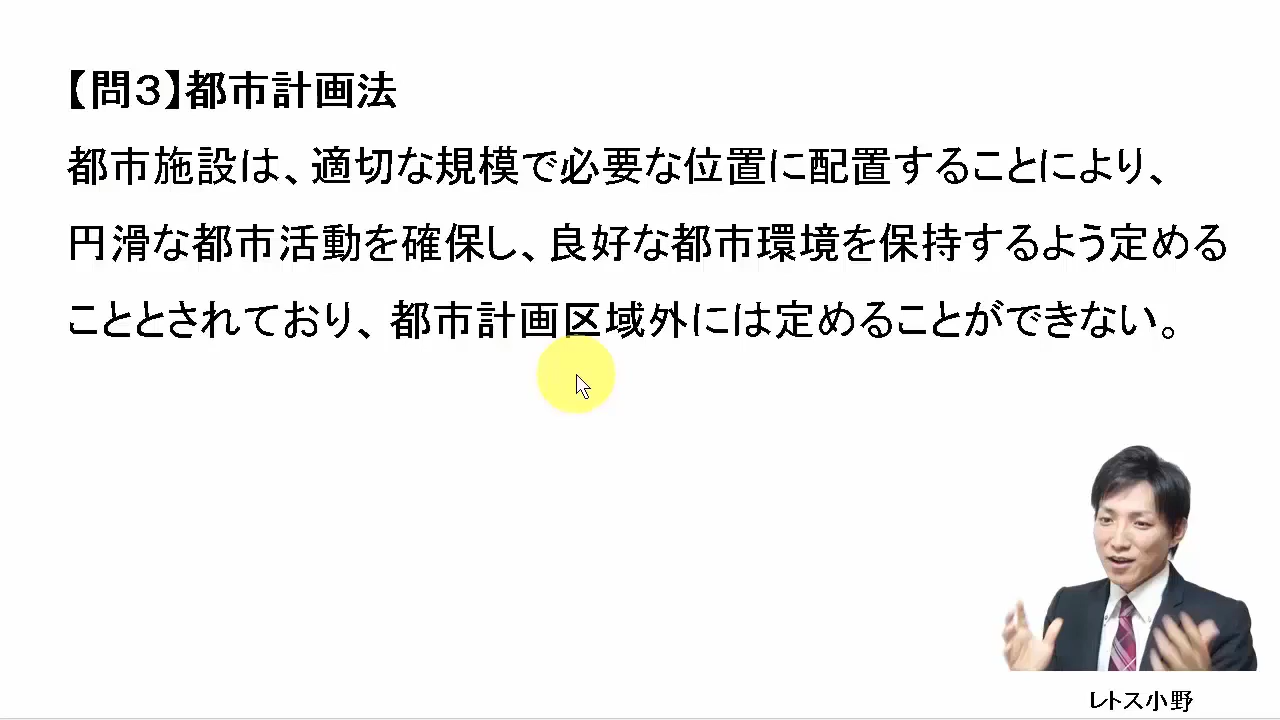 【問３】都市計画法
都市施設は、適切な規模で必要な位置に配置することにより、
円滑な都市活動を確保し、良好な都市環境を保持するよう定める
こととされており、都市計画区域外には定めることができない。
レトス小野